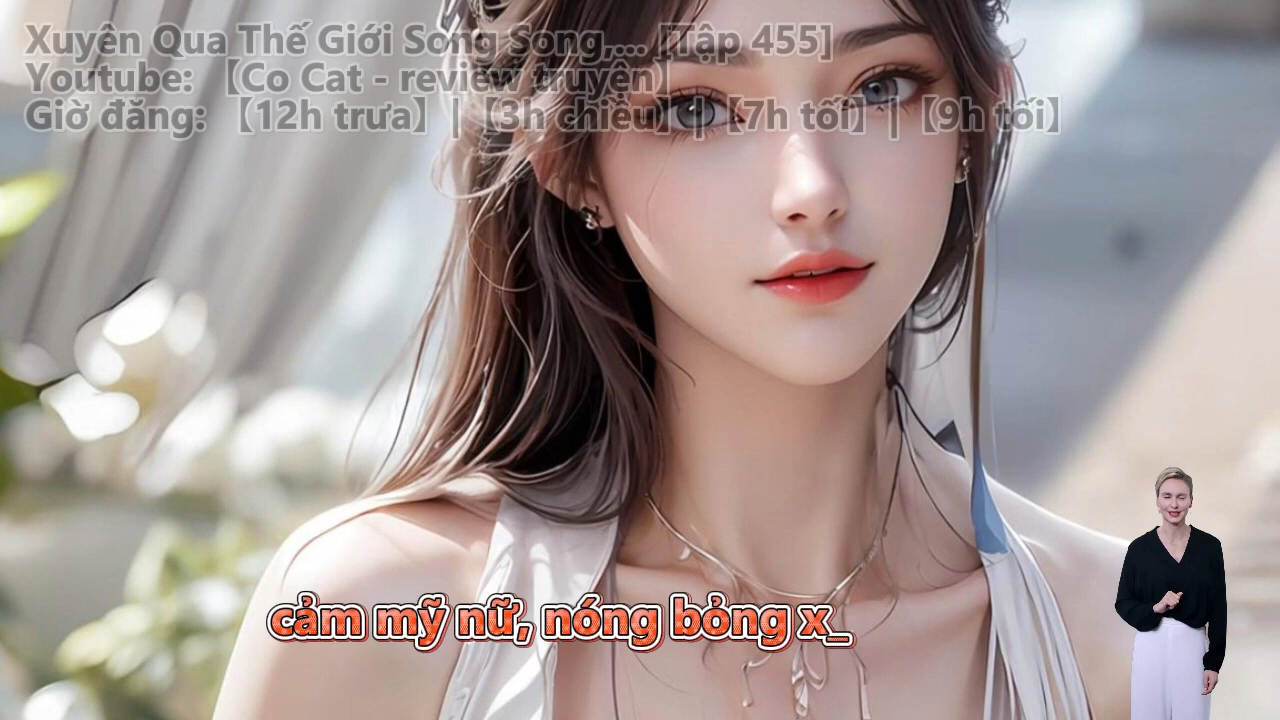 Xuyên Qua Thế Giới Song Song,... [Tập 455]
Youtube: 【Co Cat - review truyện】
Giờ đăng: 【12h trưa】 | 【3h chiều】 | 【7h tối】 | 【9h tối】
cảm mỹ nữ, nóng bỏng x_